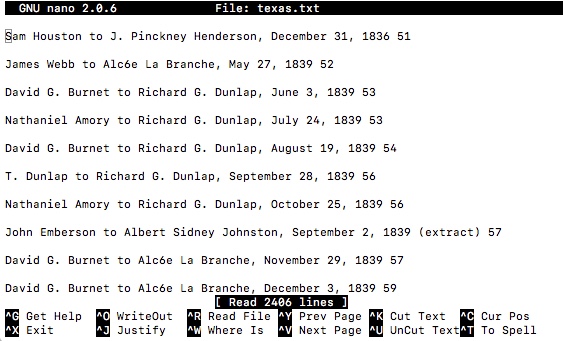 GNU nano 2.0.6 File: texas.txt
Sam Houston to J. Pinckney Henderson, December 31, 1836 51
James Webb to Alc6e La Branche, May 27, 1839 52
David G. Burnet to Richard G. Dunlap, June 3, 1839 53
Nathaniel Amory to Richard G. Dunlap, July 24, 1839 53
David G. Burnet to Richard G. Dunlap, August 19, 1839 54
T. Dunlap to Richard G. Dunlap, September 28, 1839 56
Nathaniel Amory to Richard G. Dunlap, October 25, 1839 56
John Emberson to Albert Sidney Johnston, September 2, 1839 (extract) 57
David G. Burnet to Alc6e La Branche, November 29, 1839 57
David G. Burnet to Alc6e La Branche, December 3, 1839 59
[ Read 2406 lines ]
^G Get Help ^O WriteOut ^R Read File ^Y Prev Page ^K Cut Text ^C Cur Pos
^X Exit ^J Justify ^W Where Is ^V Next Page ^U UnCut Text ^T To Spell